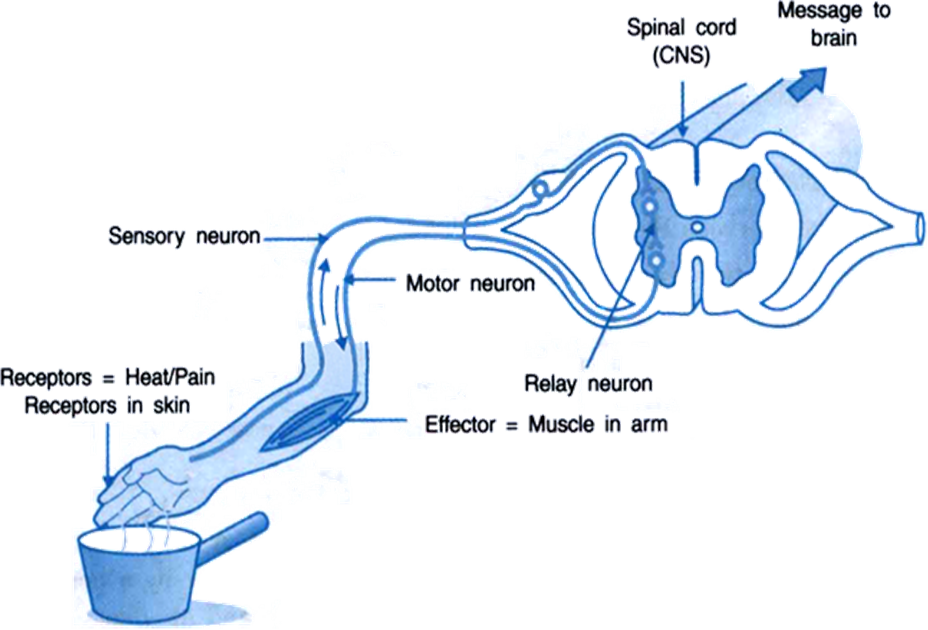 Message to
brain
Spinal cord
(CNS)
Sensory neuron
Motor neuron
Relay neuron
Receptors = Heat/Pain
Receptors in skin
Effector = Muscle in arm